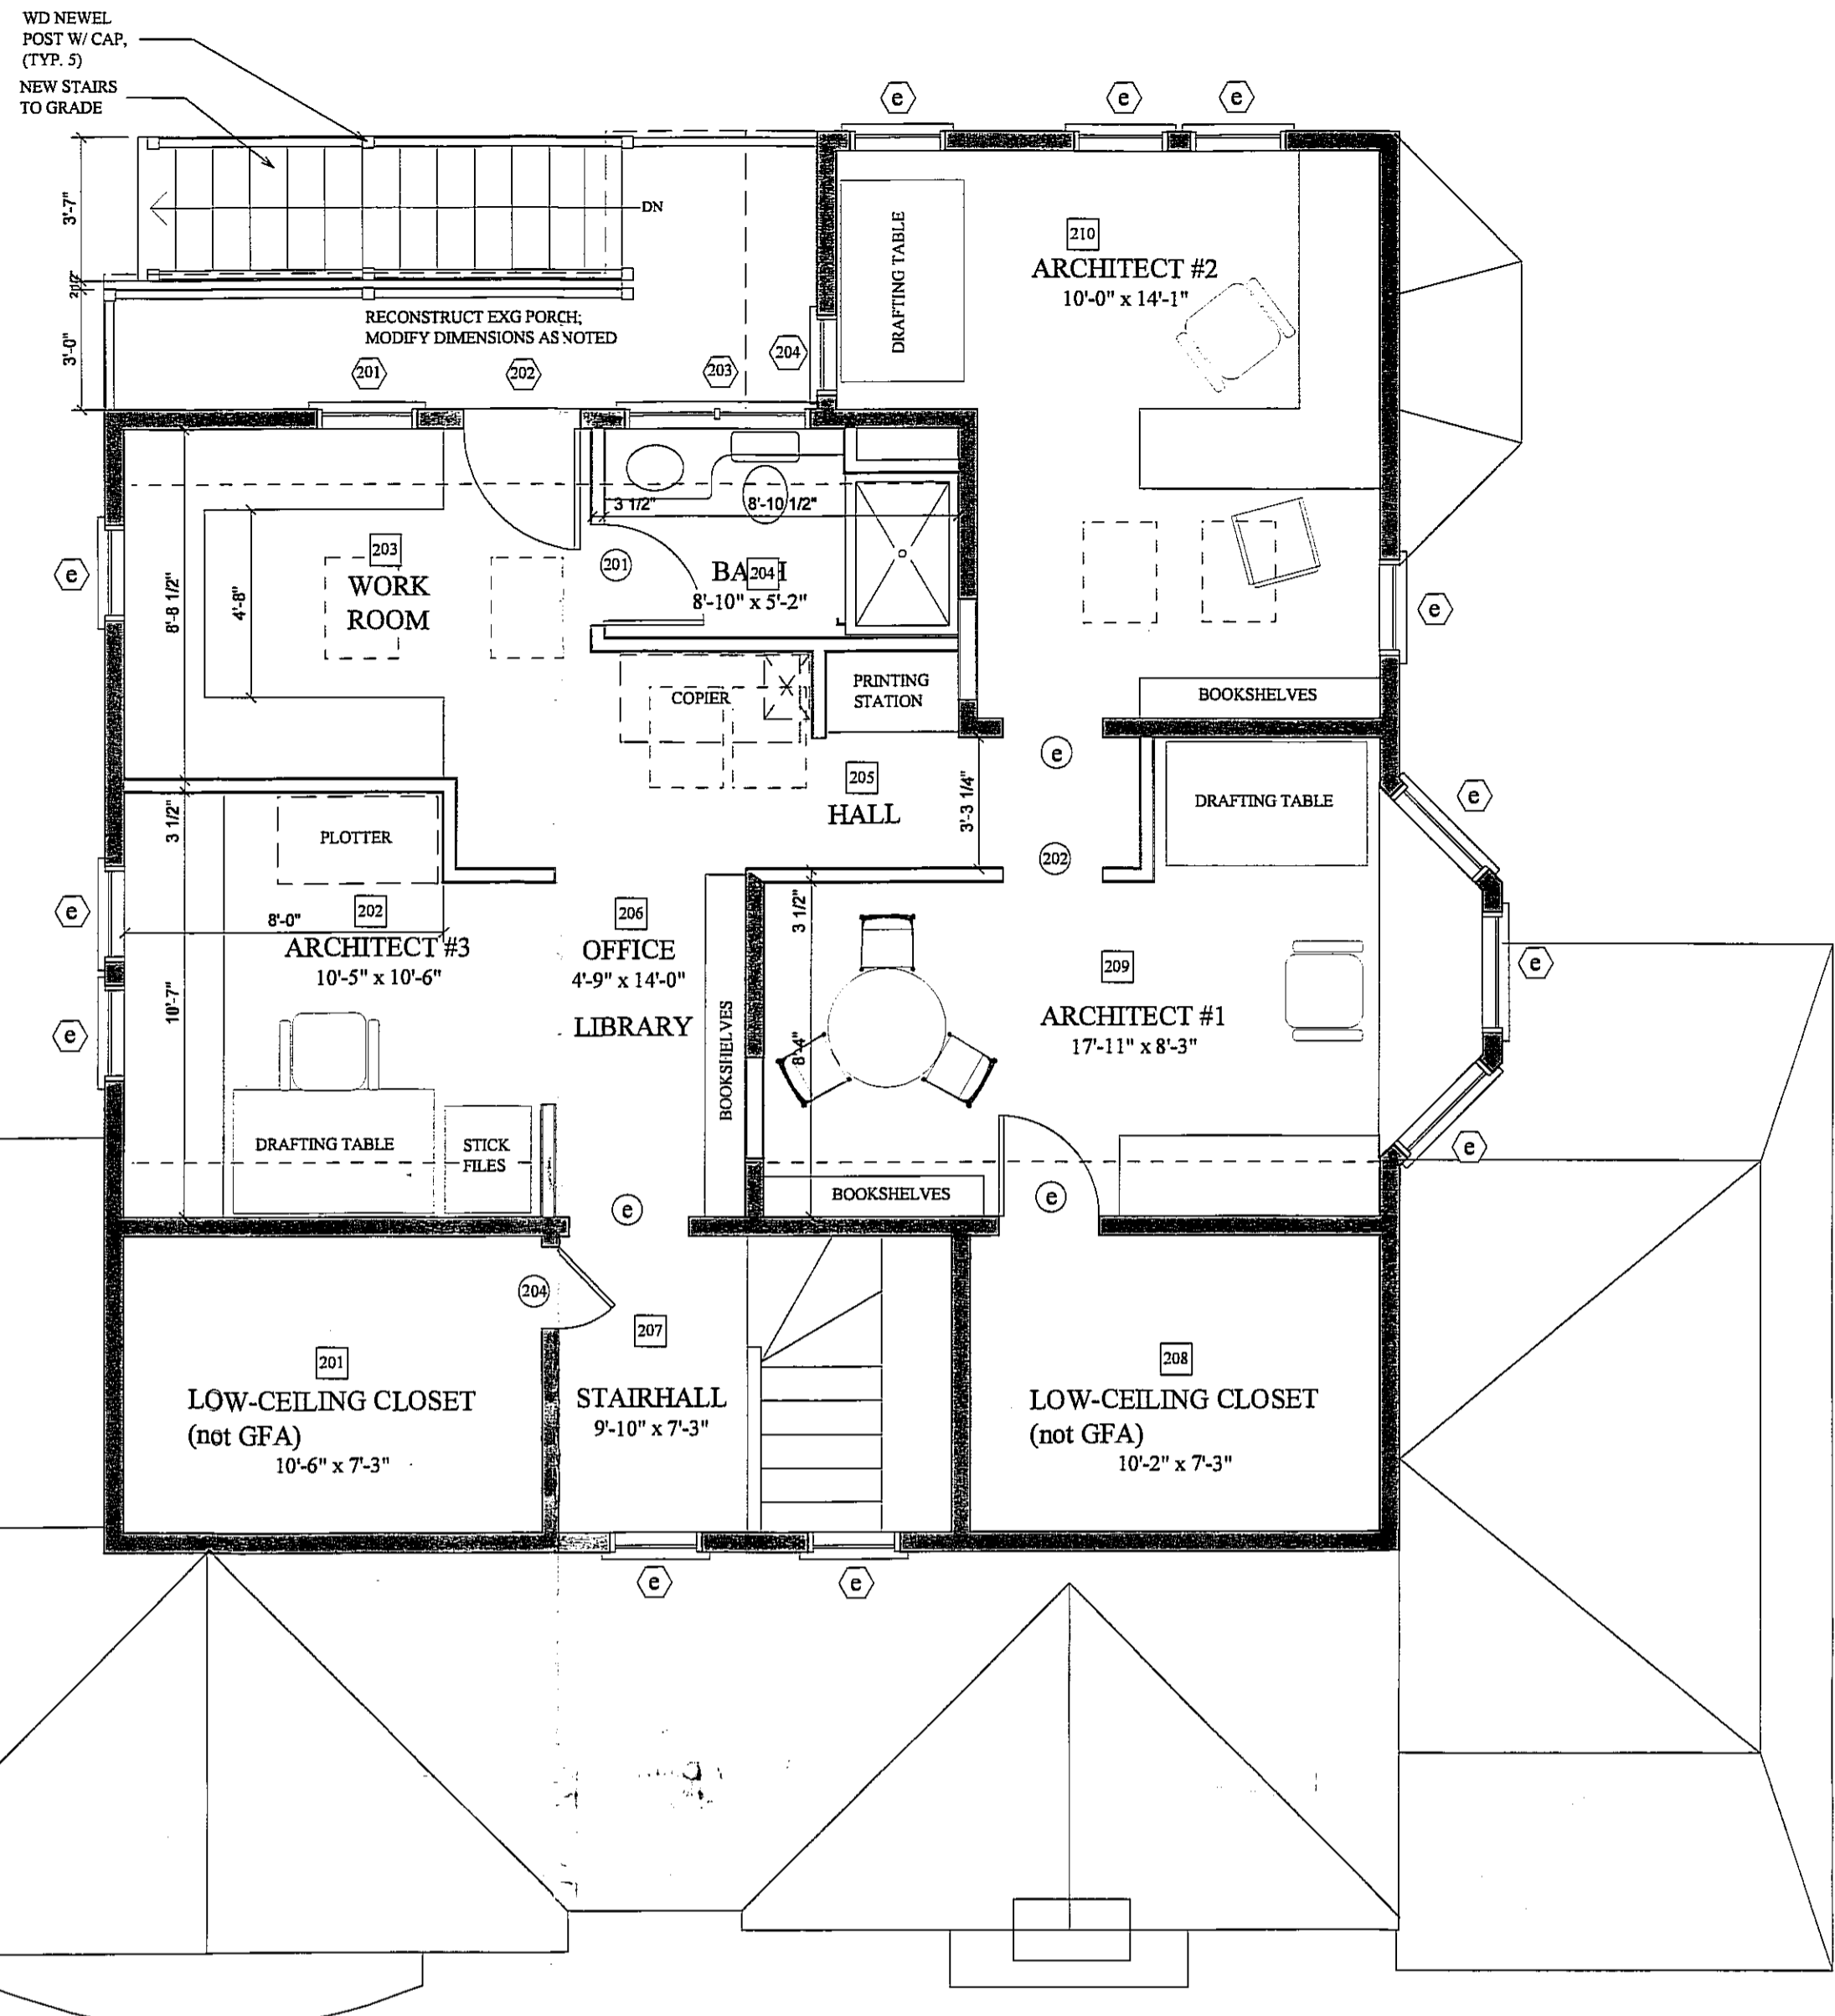 WD NEWEL
POST W/ CAP,
(TYP. 5)
NEW STAIRS
TO GRADE
e
e
e
3'-7"
2 1/2"
3'-0"
DN
RECONSTRUCT EXG PORCH;
MODIFY DIMENSIONS AS NOTED
201
202
203
204
DRAFTING TABLE
210
ARCHITECT #2
10'-0" x 14'-1"
e
8'-8 1/2"
4'-8"
203
WORK
ROOM
3 1/2"
8'-10 1/2"
201
BATH
204
8'-10" x 5'-2"
e
COPIER
PRINTING
STATION
BOOKSHELVES
e
205
HALL
3'-3 1/4"
202
DRAFTING TABLE
e
3 1/2"
PLOTTER
e
202
8'-0"
ARCHITECT #3
10'-5" x 10'-6"
10'-7"
e
DRAFTING TABLE
STICK
FILES
206
OFFICE
4'-9" x 14'-0"
LIBRARY
BOOKSHELVES
3 1/2"
8'-4"
209
ARCHITECT #1
17'-11" x 8'-3"
e
e
BOOKSHELVES
e
e
204
201
LOW-CEILING CLOSET
(not GFA)
10'-6" x 7'-3"
207
STAIRHALL
9'-10" x 7'-3"
208
LOW-CEILING CLOSET
(not GFA)
10'-2" x 7'-3"
e
e